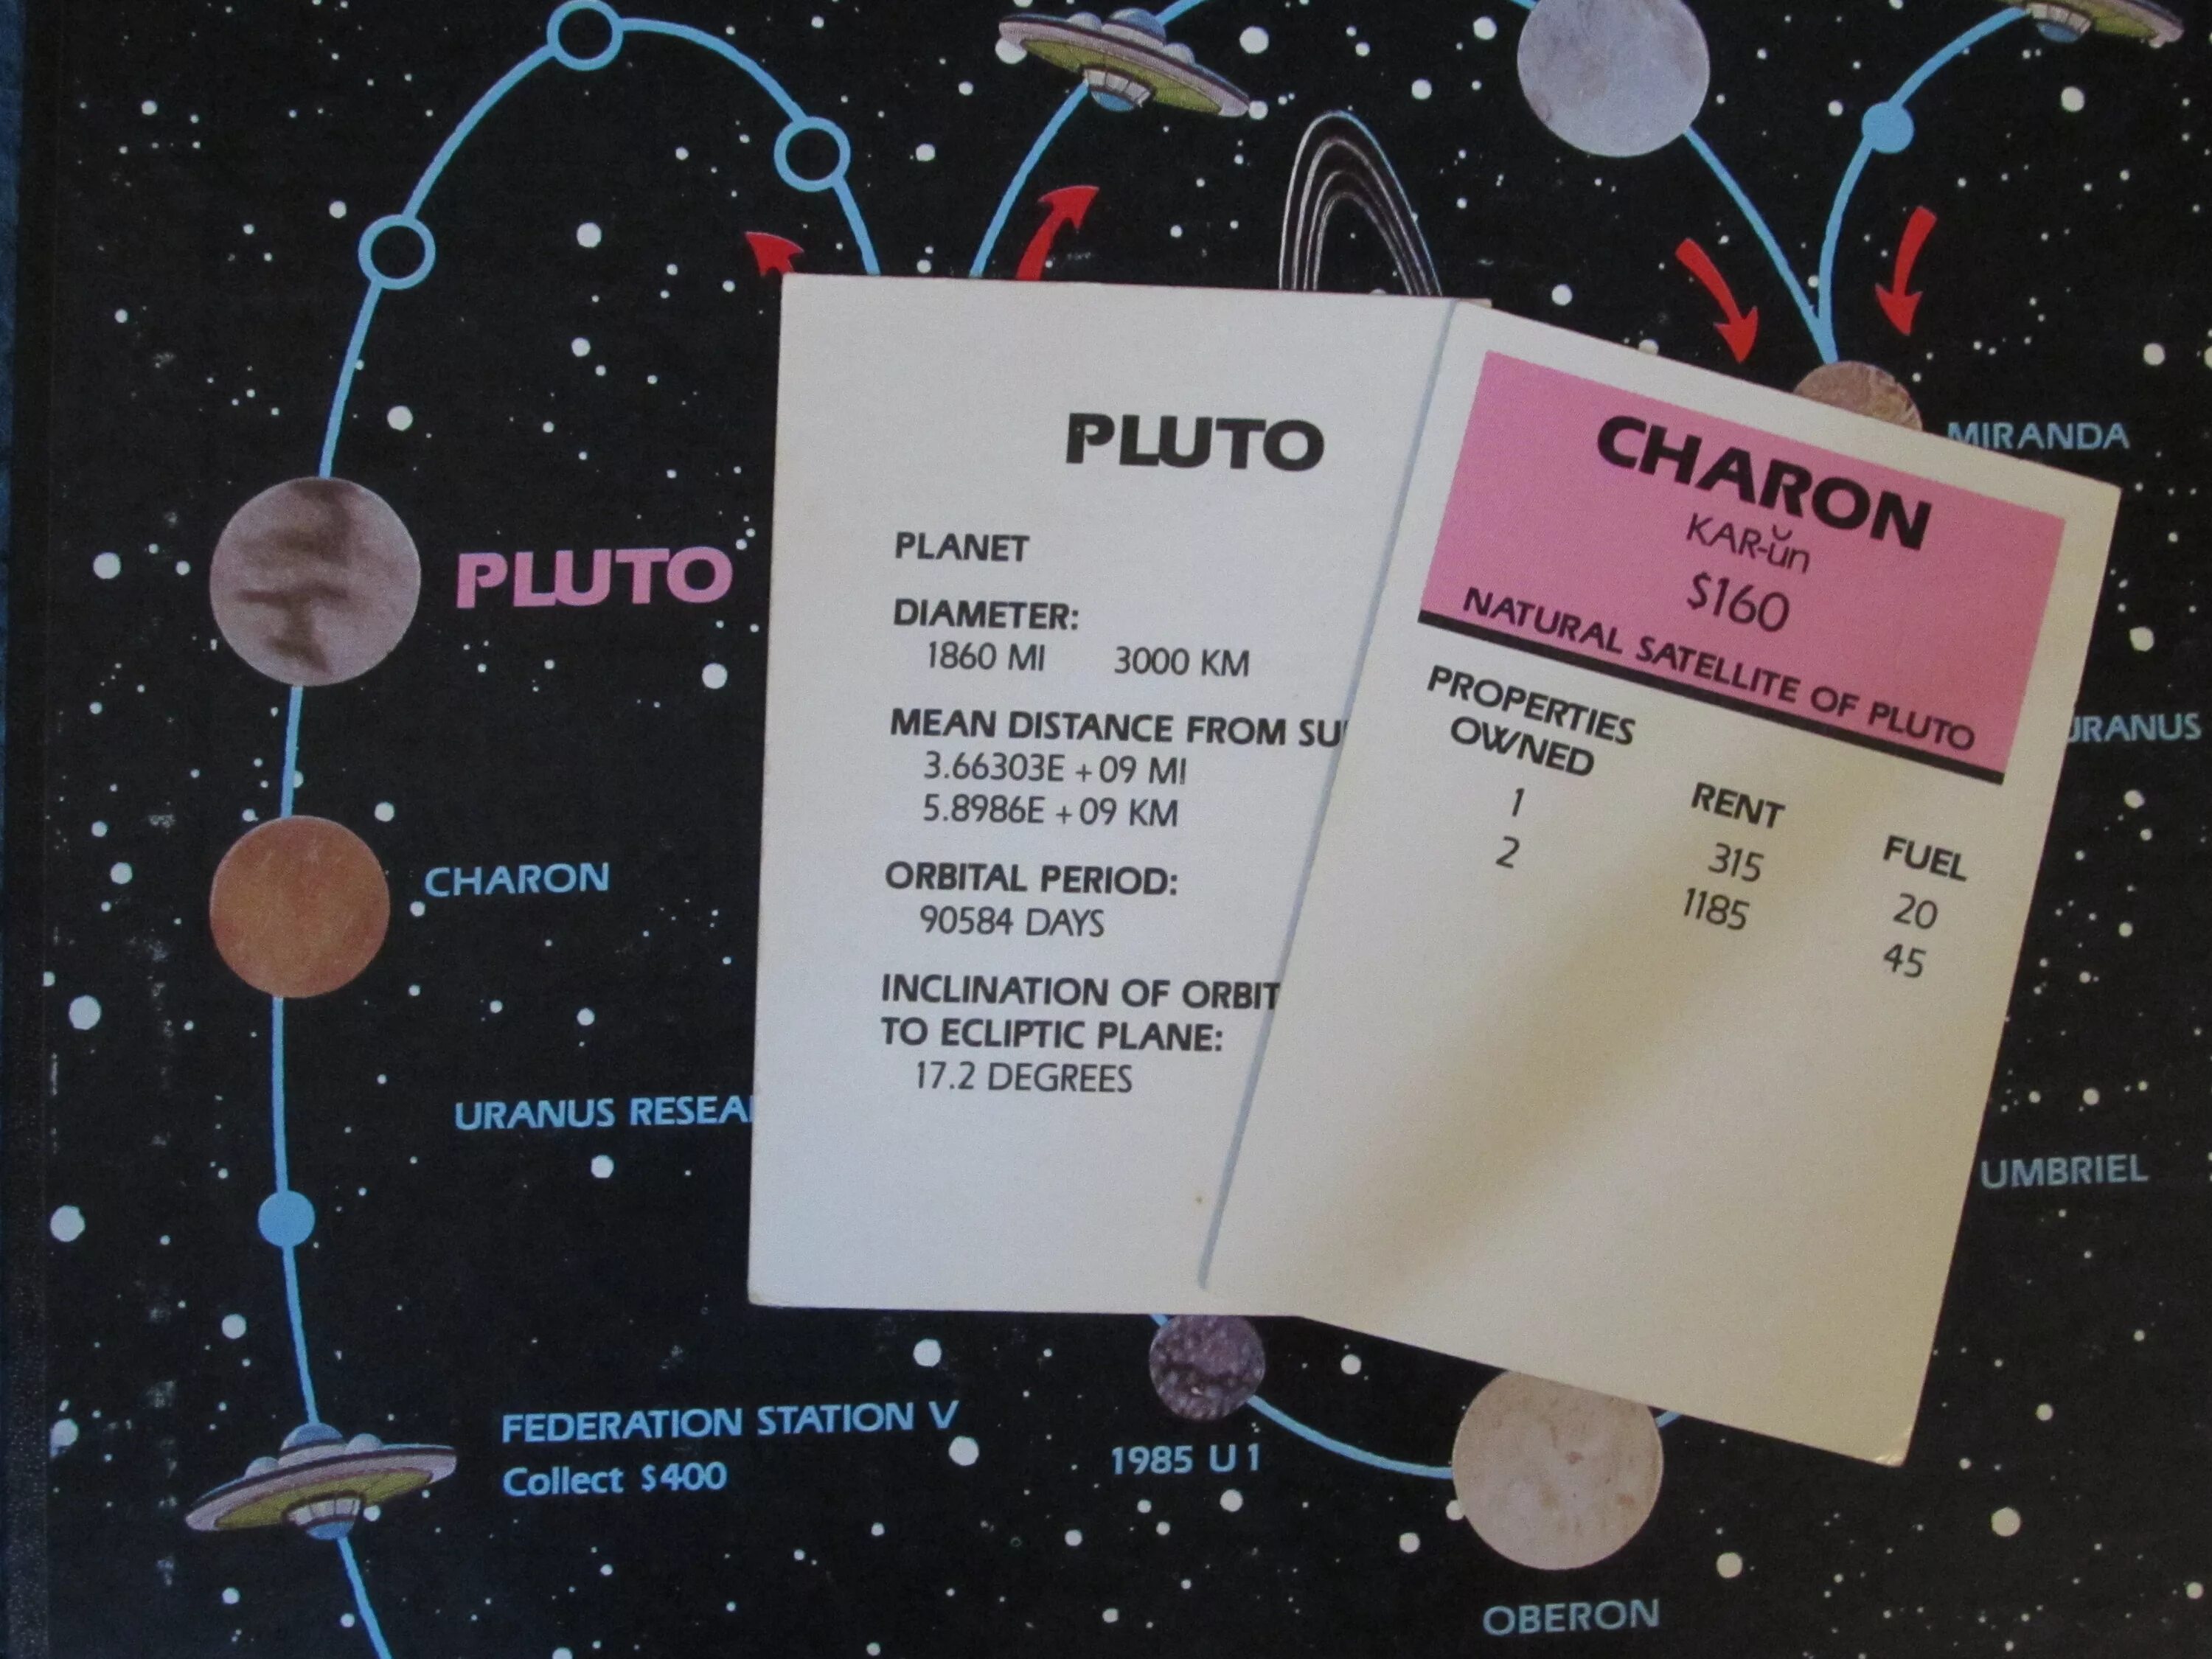 PLUTO
CHARON
URANUS RESEA
FEDERATION STATION V
Collect $400
PLUTO
PLANET
DIAMETER:
1860 MI 3000 KM
MEAN DISTANCE FROM SU
3.66303E +09 MI
5.8986E +09 KM
ORBITAL PERIOD:
90584 DAYS
INCLINATION OF ORBIT
TO ECLIPTIC PLANE:
17.2 DEGREES
CHARON
KAR-ŭn
$160
NATURAL SATELLITE OF PLUTO
PROPERTIES
OWNED RENT FUEL
1 315 20
2 1185 45
MIRANDA
URANUS
UMBRIEL
1985 U 1
OBERON